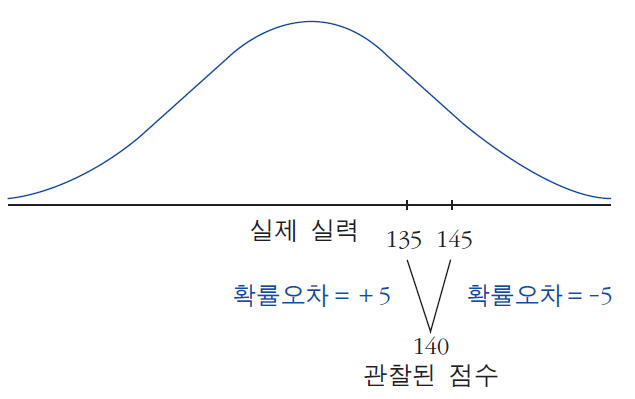 실제 실력 135 145
확률오차 = +5 확률오차 = -5
140
관찰된 점수